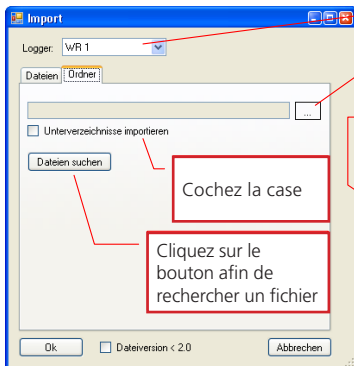 Import
Logger: WR 1
Dateien Ordner
...
Unterverzeichnisse importieren
Dateien suchen
Cochez la case
Cliquez sur le
bouton afin de
rechercher un fichier
Ok Dateiversion < 2.0 Abbrechen